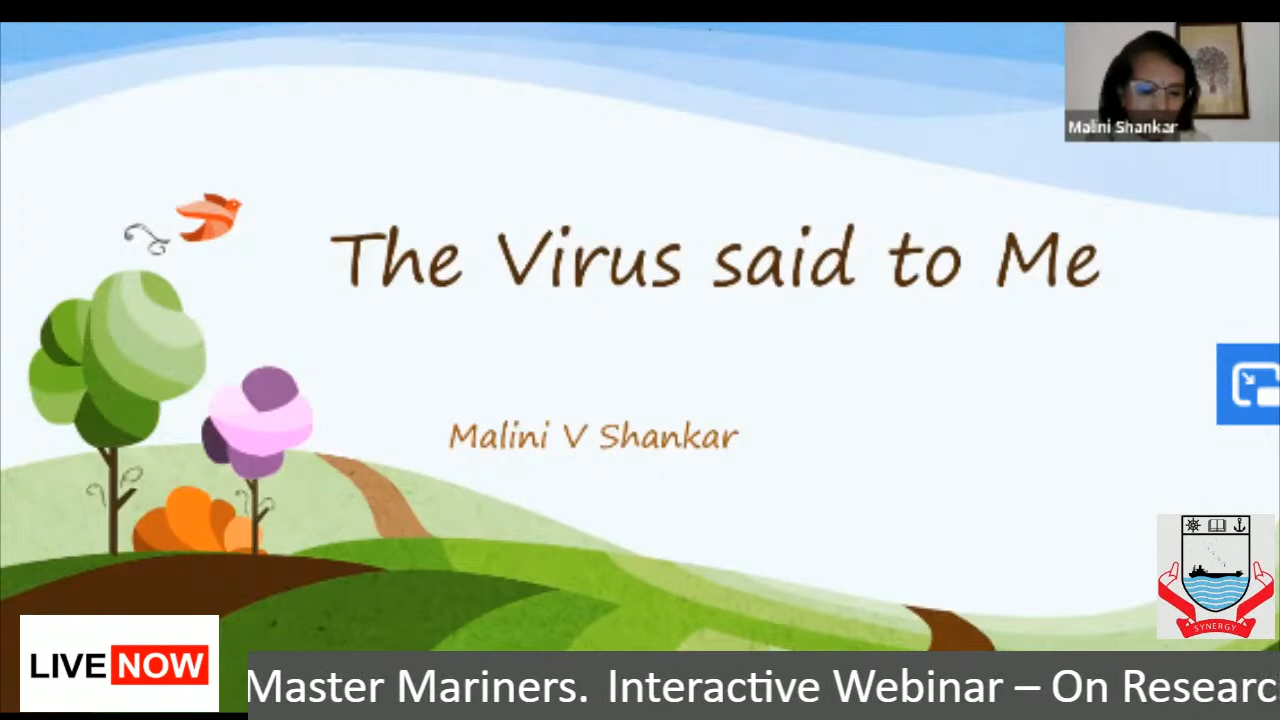 Malini Shankar
The Virus said to Me
Malini V Shankar
SYNERGY
LIVE NOW
Master Mariners. Interactive Webinar – On Researc